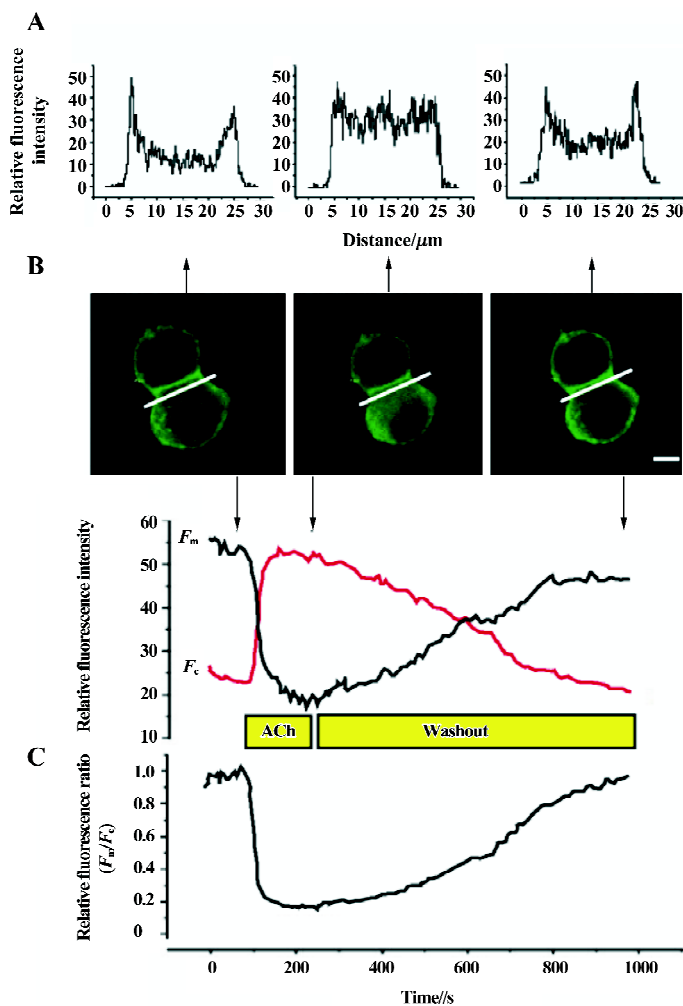 A
Relative fluorescence
intensity
50
40
30
20
10
0
0 5 10 15 20 25 30
50
40
30
20
10
0
0 5 10 15 20 25 30
50
40
30
20
10
0
0 5 10 15 20 25 30
Distance/μm
B
Relative fluorescence intensity
60
50
40
30
20
10
Fm
Fc
ACh
Washout
C
Relative fluorescence ratio
(Fm/Fc)
1.0
0.8
0.6
0.4
0.2
0
0 200 400 600 800 1000
Time//s